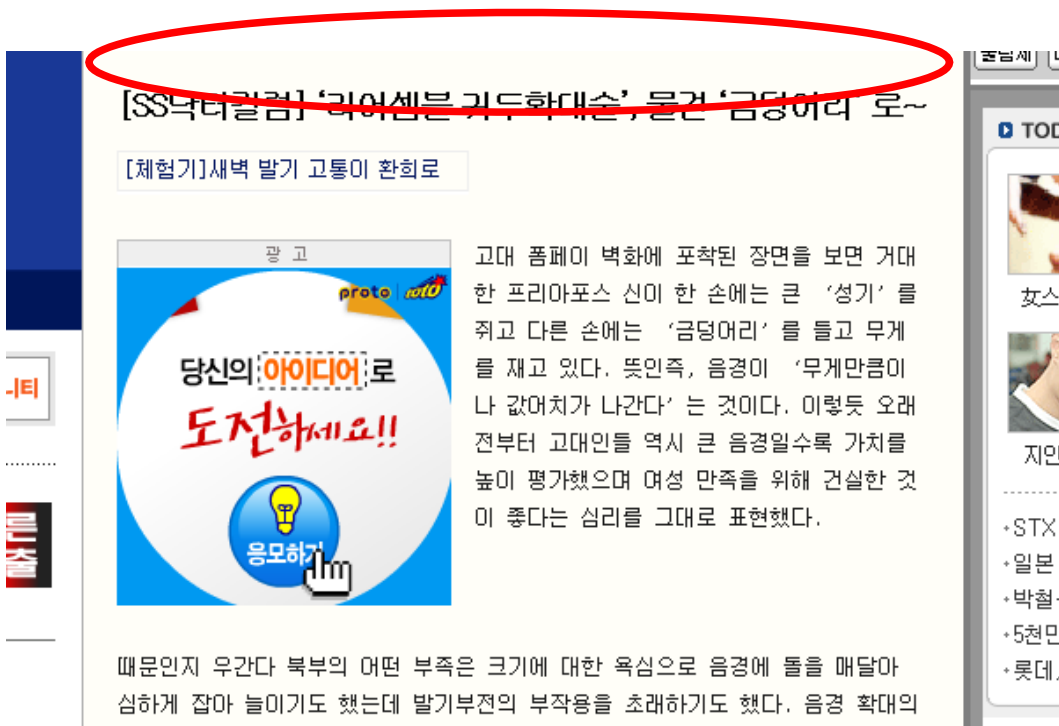 [SS닥터칼럼] ‘리어셈블 귀두확대술’, 물건 ‘금덩어리’ 로~
[체험기]새벽 발기 고통이 환희로
광 고
proto toto
당신의 아이디어로
도전하세요!!
응모하기
고대 폼페이 벽화에 포착된 장면을 보면 거대
한 프리아포스 신이 한 손에는 큰 ‘성기’ 를
쥐고 다른 손에는 ‘금덩어리’ 를 들고 무게
를 재고 있다. 뜻인즉, 음경이 ‘무게만큼이
나 값어치가 나간다’ 는 것이다. 이렇듯 오래
전부터 고대인들 역시 큰 음경일수록 가치를
높이 평가했으며 여성 만족을 위해 건실한 것
이 좋다는 심리를 그대로 표현했다.
때문인지 우간다 북부의 어떤 부족은 크기에 대한 욕심으로 음경에 돌을 매달아
심하게 잡아 늘이기도 했는데 발기부전의 부작용을 초래하기도 했다. 음경 확대의
TOD
女스
지인
STX
일본
박철
5천만
롯데